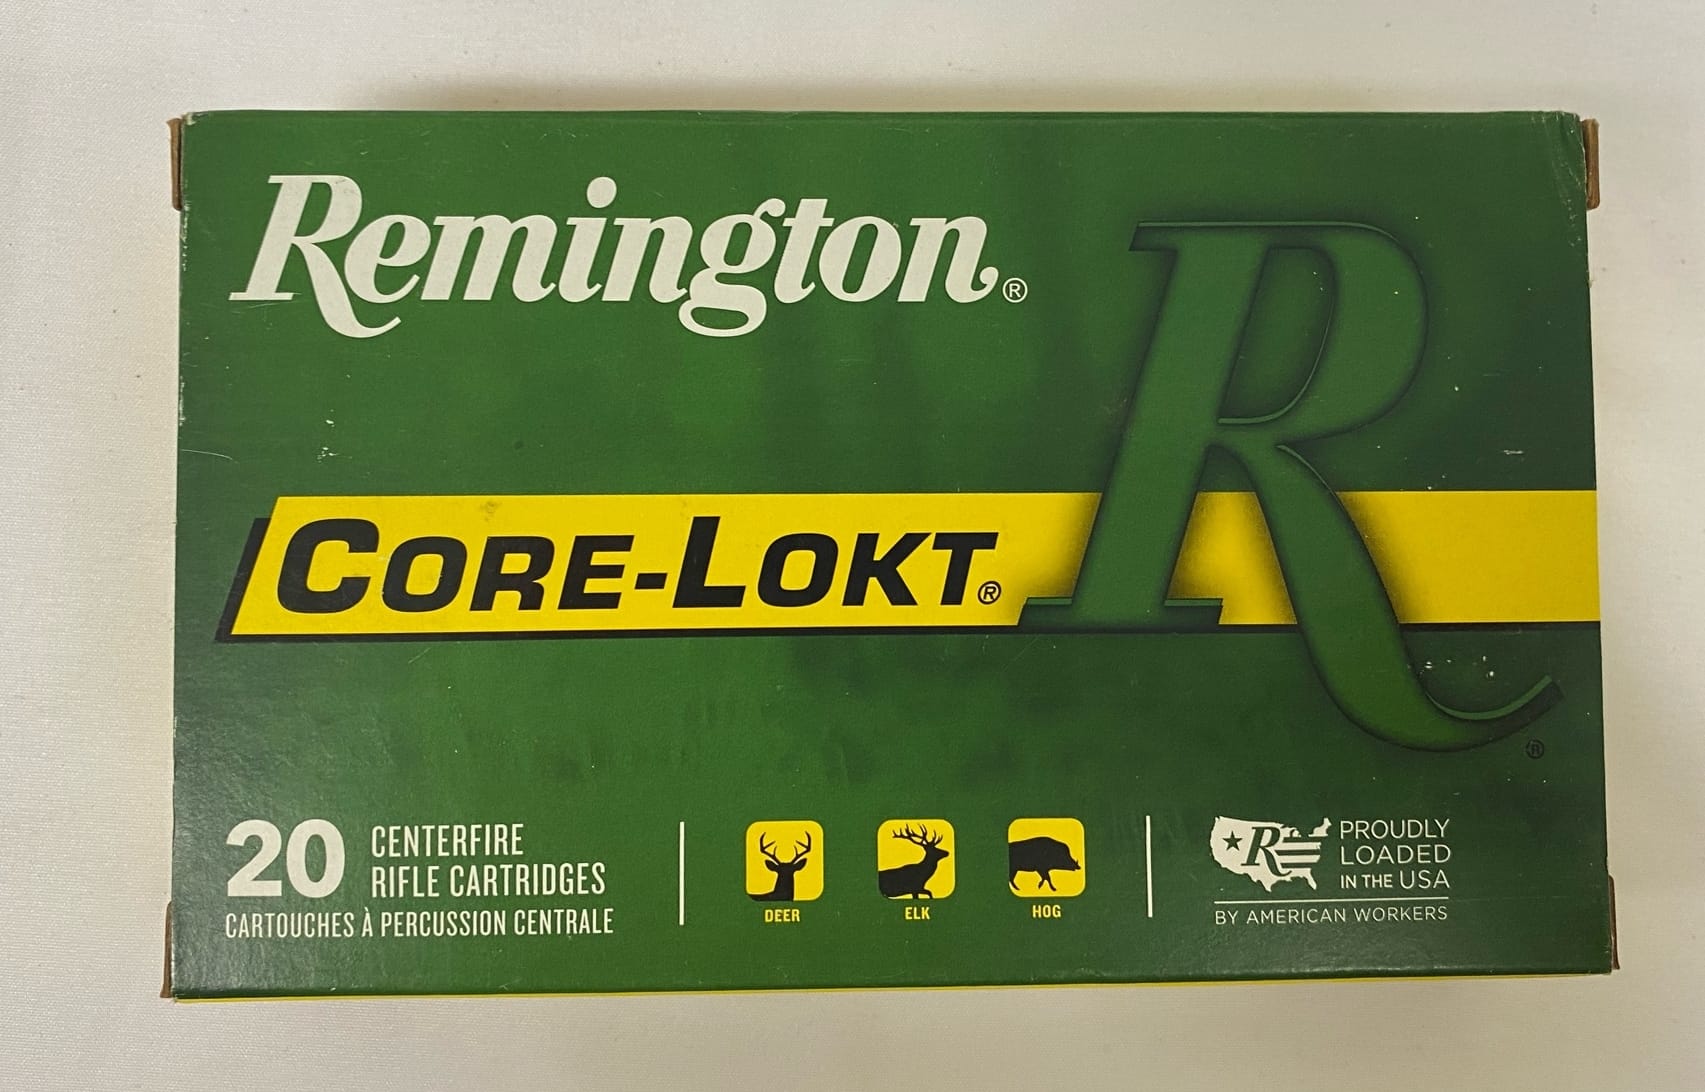 Remington®
CORE-LOKT®
R
®
20 CENTERFIRE
RIFLE CARTRIDGES
CARTOUCHES À PERCUSSION CENTRALE
DEER
ELK
HOG
R
PROUDLY
LOADED
IN THE USA
BY AMERICAN WORKERS